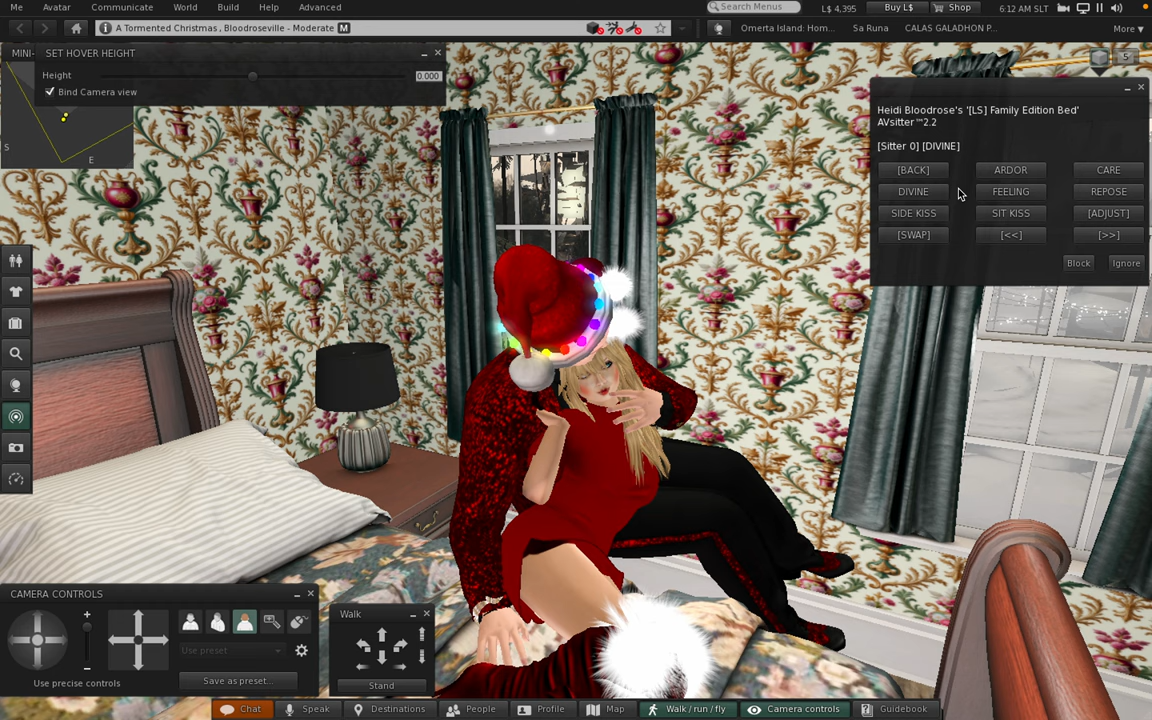 Me Avatar Communicate World Build Help Advanced
Search Menus
L$ 4,395 Buy L$ Shop 6:12 AM SLT
A Tormented Christmas , Bloodroseville - Moderate M
Omerta Island: Hom... Sa Runa CALAS GALADHON P... More ▼
MINI-
SET HOVER HEIGHT
Height 0.000
Bind Camera view
S
E
5
Heidi Bloodrose's '[LS] Family Edition Bed'
AVsitter™2.2
[Sitter 0] [DIVINE]
[BACK] ARDOR CARE
DIVINE FEELING REPOSE
SIDE KISS SIT KISS [ADJUST]
[SWAP] [<<] [>>]
Block Ignore
CAMERA CONTROLS
Use preset
Use precise controls
Save as preset...
Walk
Stand
Chat Speak Destinations People Profile Map Walk / run / fly Camera controls Guidebook